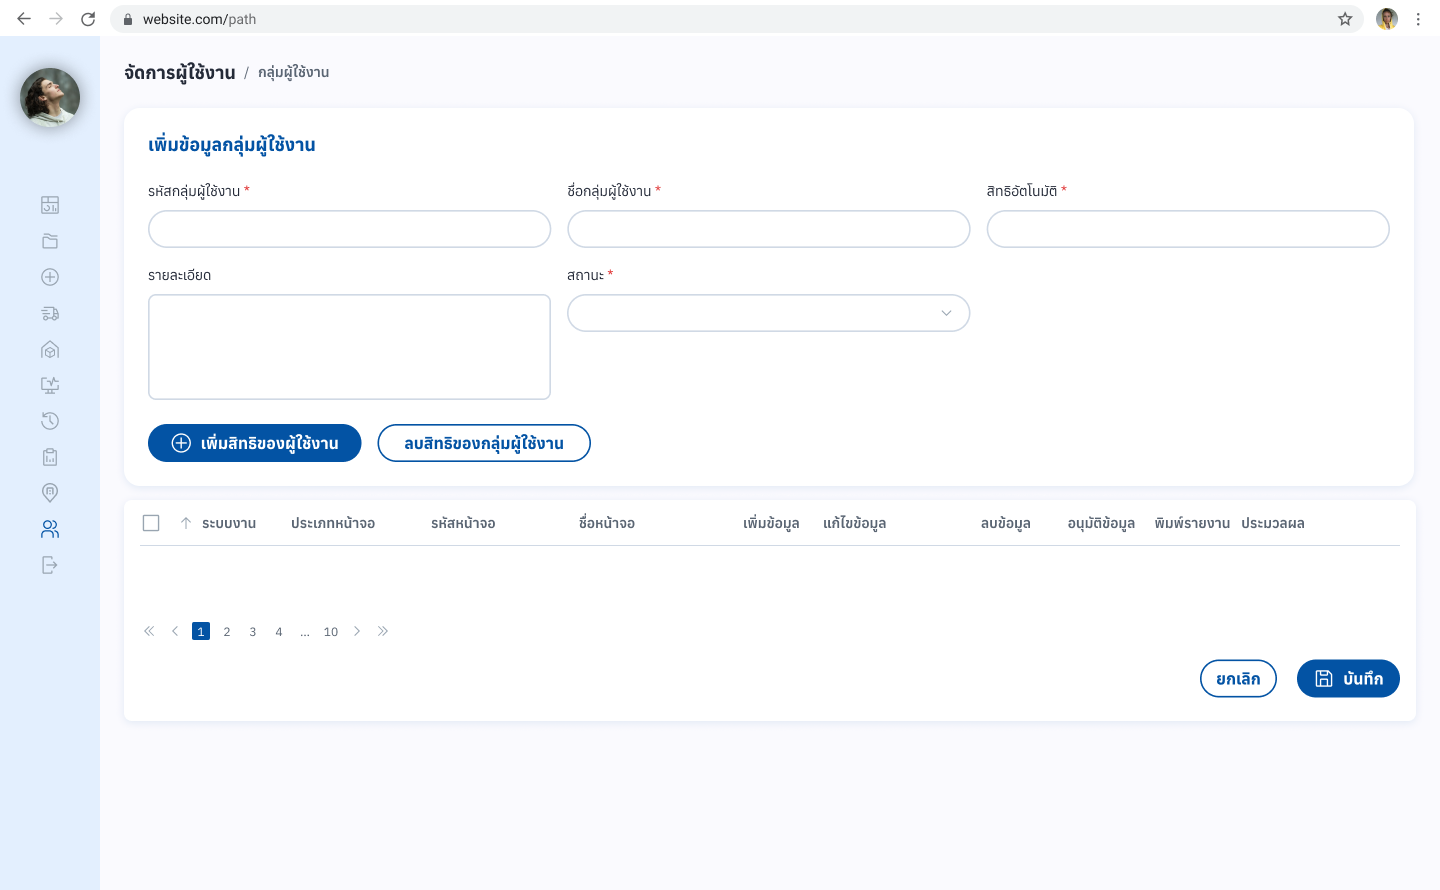 website.com/path
จัดการผู้ใช้งาน / กลุ่มผู้ใช้งาน
เพิ่มข้อมูลกลุ่มผู้ใช้งาน
รหัสกลุ่มผู้ใช้งาน * ชื่อกลุ่มผู้ใช้งาน * สิทธิอัตโนมัติ *
รายละเอียด สถานะ *
เพิ่มสิทธิของผู้ใช้งาน ลบสิทธิของกลุ่มผู้ใช้งาน
ระบบงาน ประเภทหน้าจอ รหัสหน้าจอ ชื่อหน้าจอ เพิ่มข้อมูล แก้ไขข้อมูล ลบข้อมูล อนุมัติข้อมูล พิมพ์รายงาน ประมวลผล
1 2 3 4 ... 10
ยกเลิก บันทึก